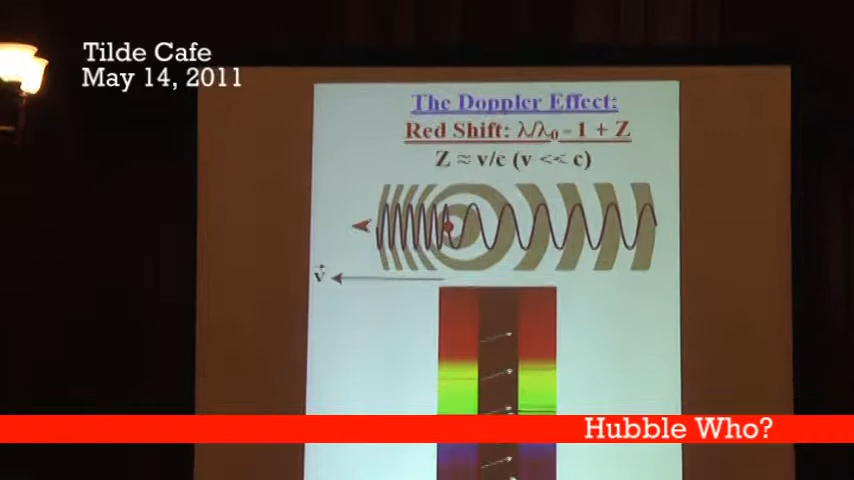 Tilde Cafe
May 14, 2011
The Doppler Effect:
Red Shift: λ/λ₀ = 1 + Z
Z ≈ v/c (v << c)
v⃗
Hubble Who?